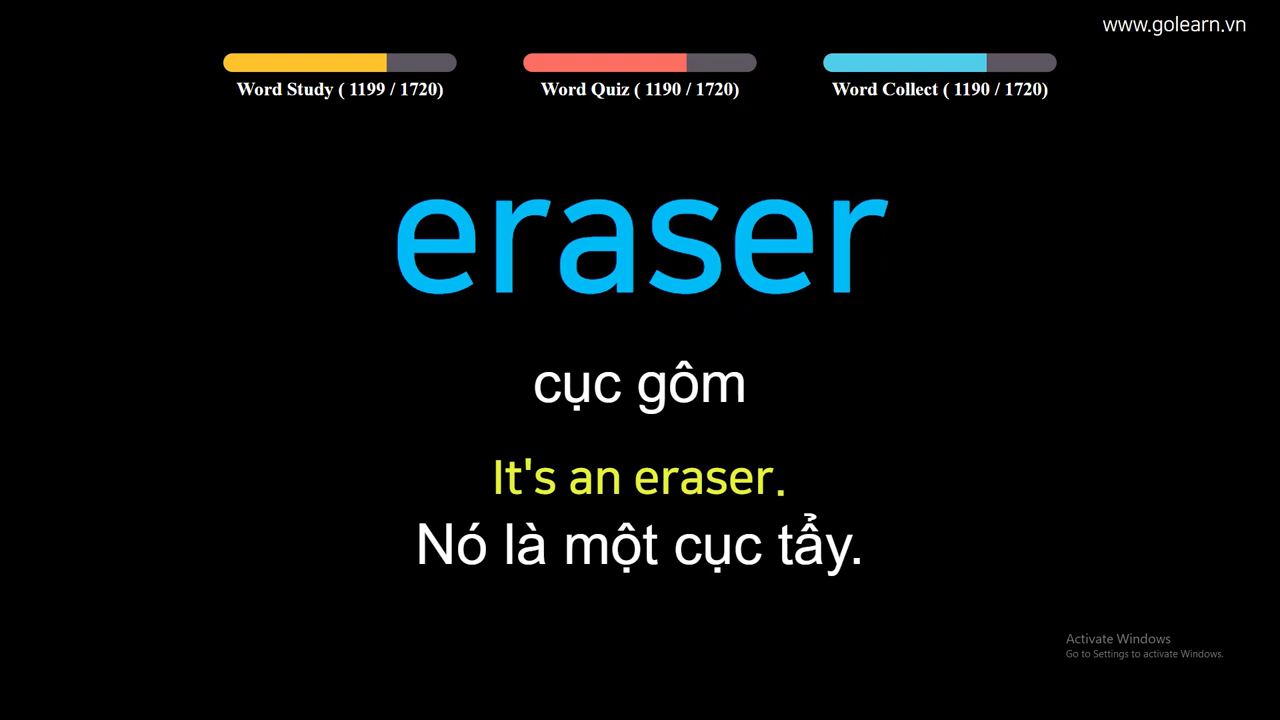 www.golearn.vn
Word Study ( 1199 / 1720)
Word Quiz ( 1190 / 1720)
Word Collect ( 1190 / 1720)
eraser
cục gôm
It's an eraser.
Nó là một cục tẩy.
Activate Windows
Go to Settings to activate Windows.